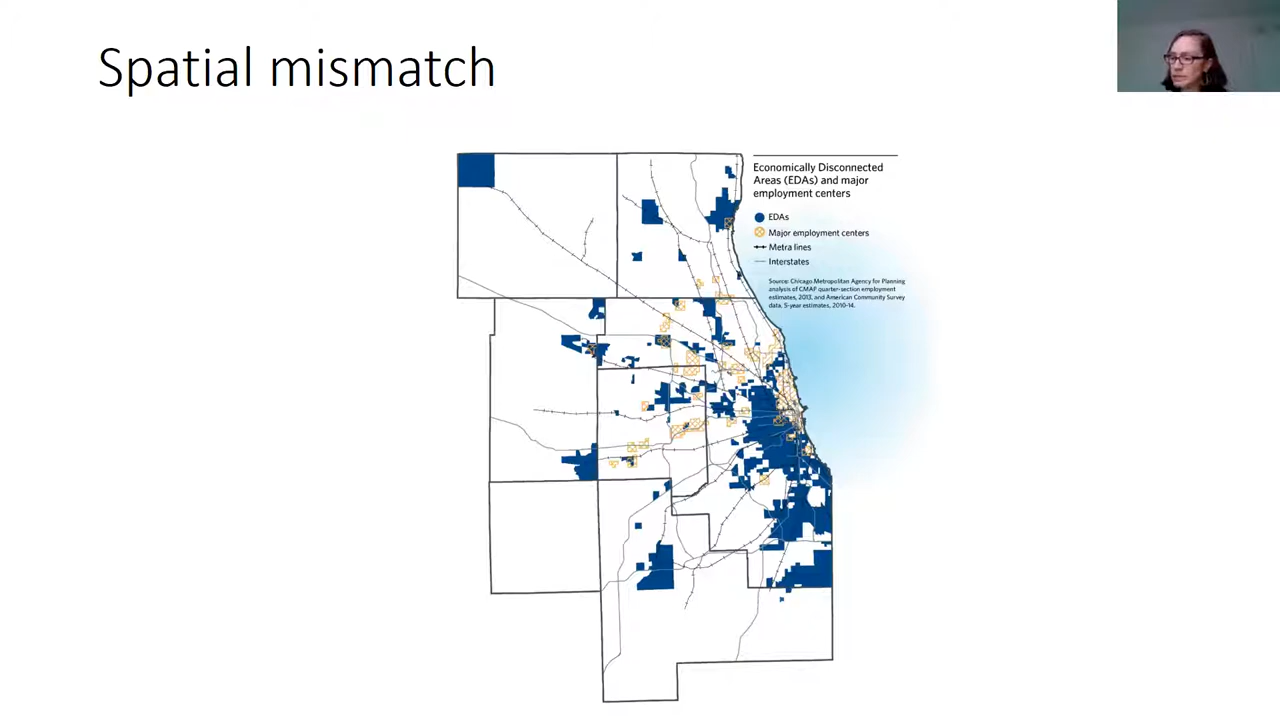 Spatial mismatch
Economically Disconnected
Areas (EDAs) and major
employment centers
EDAs
Major employment centers
Metra lines
Interstates
Source: Chicago Metropolitan Agency for Planning
analysis of CMAP quarter-section employment
estimates, 2013, and American Community Survey
data, 5-year estimates, 2010-14.